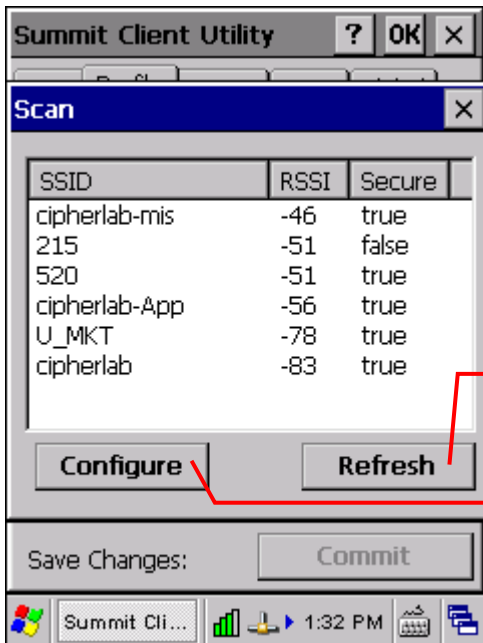 Summit Client Utility ? OK ×
Scan ×
SSID RSSI Secure
cipherlab-mis -46 true
215 -51 false
520 -51 true
cipherlab-App -56 true
U_MKT -78 true
cipherlab -83 true
Configure Refresh
Save Changes: Commit
Summit Cli... 1:32 PM